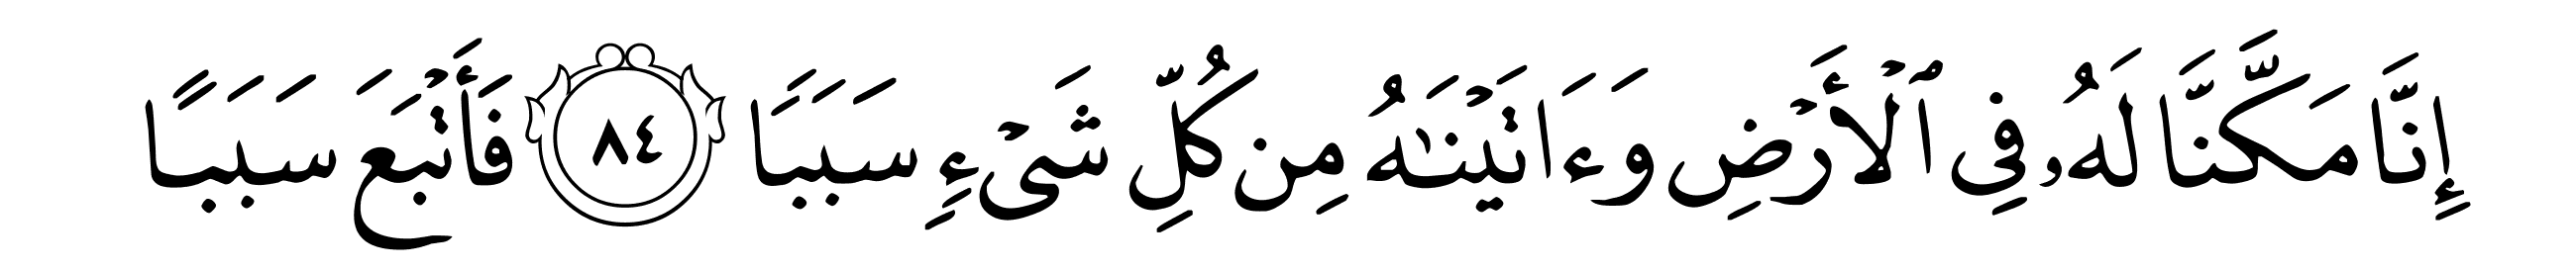 إِنَّا مَكَّنَّا لَهُۥ فِي ٱلْأَرْضِ وَءَاتَيْنَٰهُ مِن كُلِّ شَيْءٍ سَبَبًا ٨٤ فَأَتْبَعَ سَبَبًا